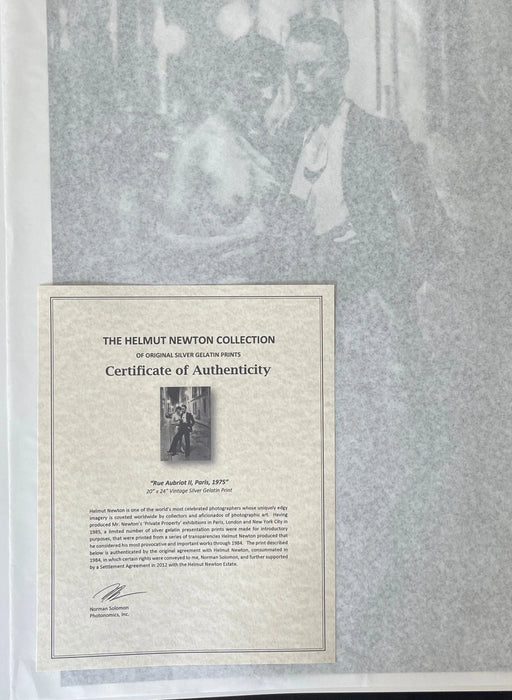 THE HELMUT NEWTON COLLECTION
OF ORIGINAL SILVER GELATIN PRINTS
Certificate of Authenticity
"Rue Aubriot II, Paris, 1975"
20" x 24" Vintage Silver Gelatin Print
Helmut Newton is one of the world's most celebrated photographers whose uniquely edgy
imagery is coveted worldwide by collectors and aficionados of photographic art. Having
produced Mr. Newton's 'Private Property' exhibitions in Paris, London and New York City in
1985, a limited number of silver gelatin presentation prints were made for introductory
purposes, that were printed from a series of transparencies Helmut Newton produced that
he considered his most provocative and important works through 1984. The print described
below is authenticated by the original agreement with Helmut Newton, consummated in
1984, in which certain rights were conveyed to me, Norman Solomon, and further supported
by a Settlement Agreement in 2012 with the Helmut Newton Estate.
Norman Solomon
Photonomics, Inc.